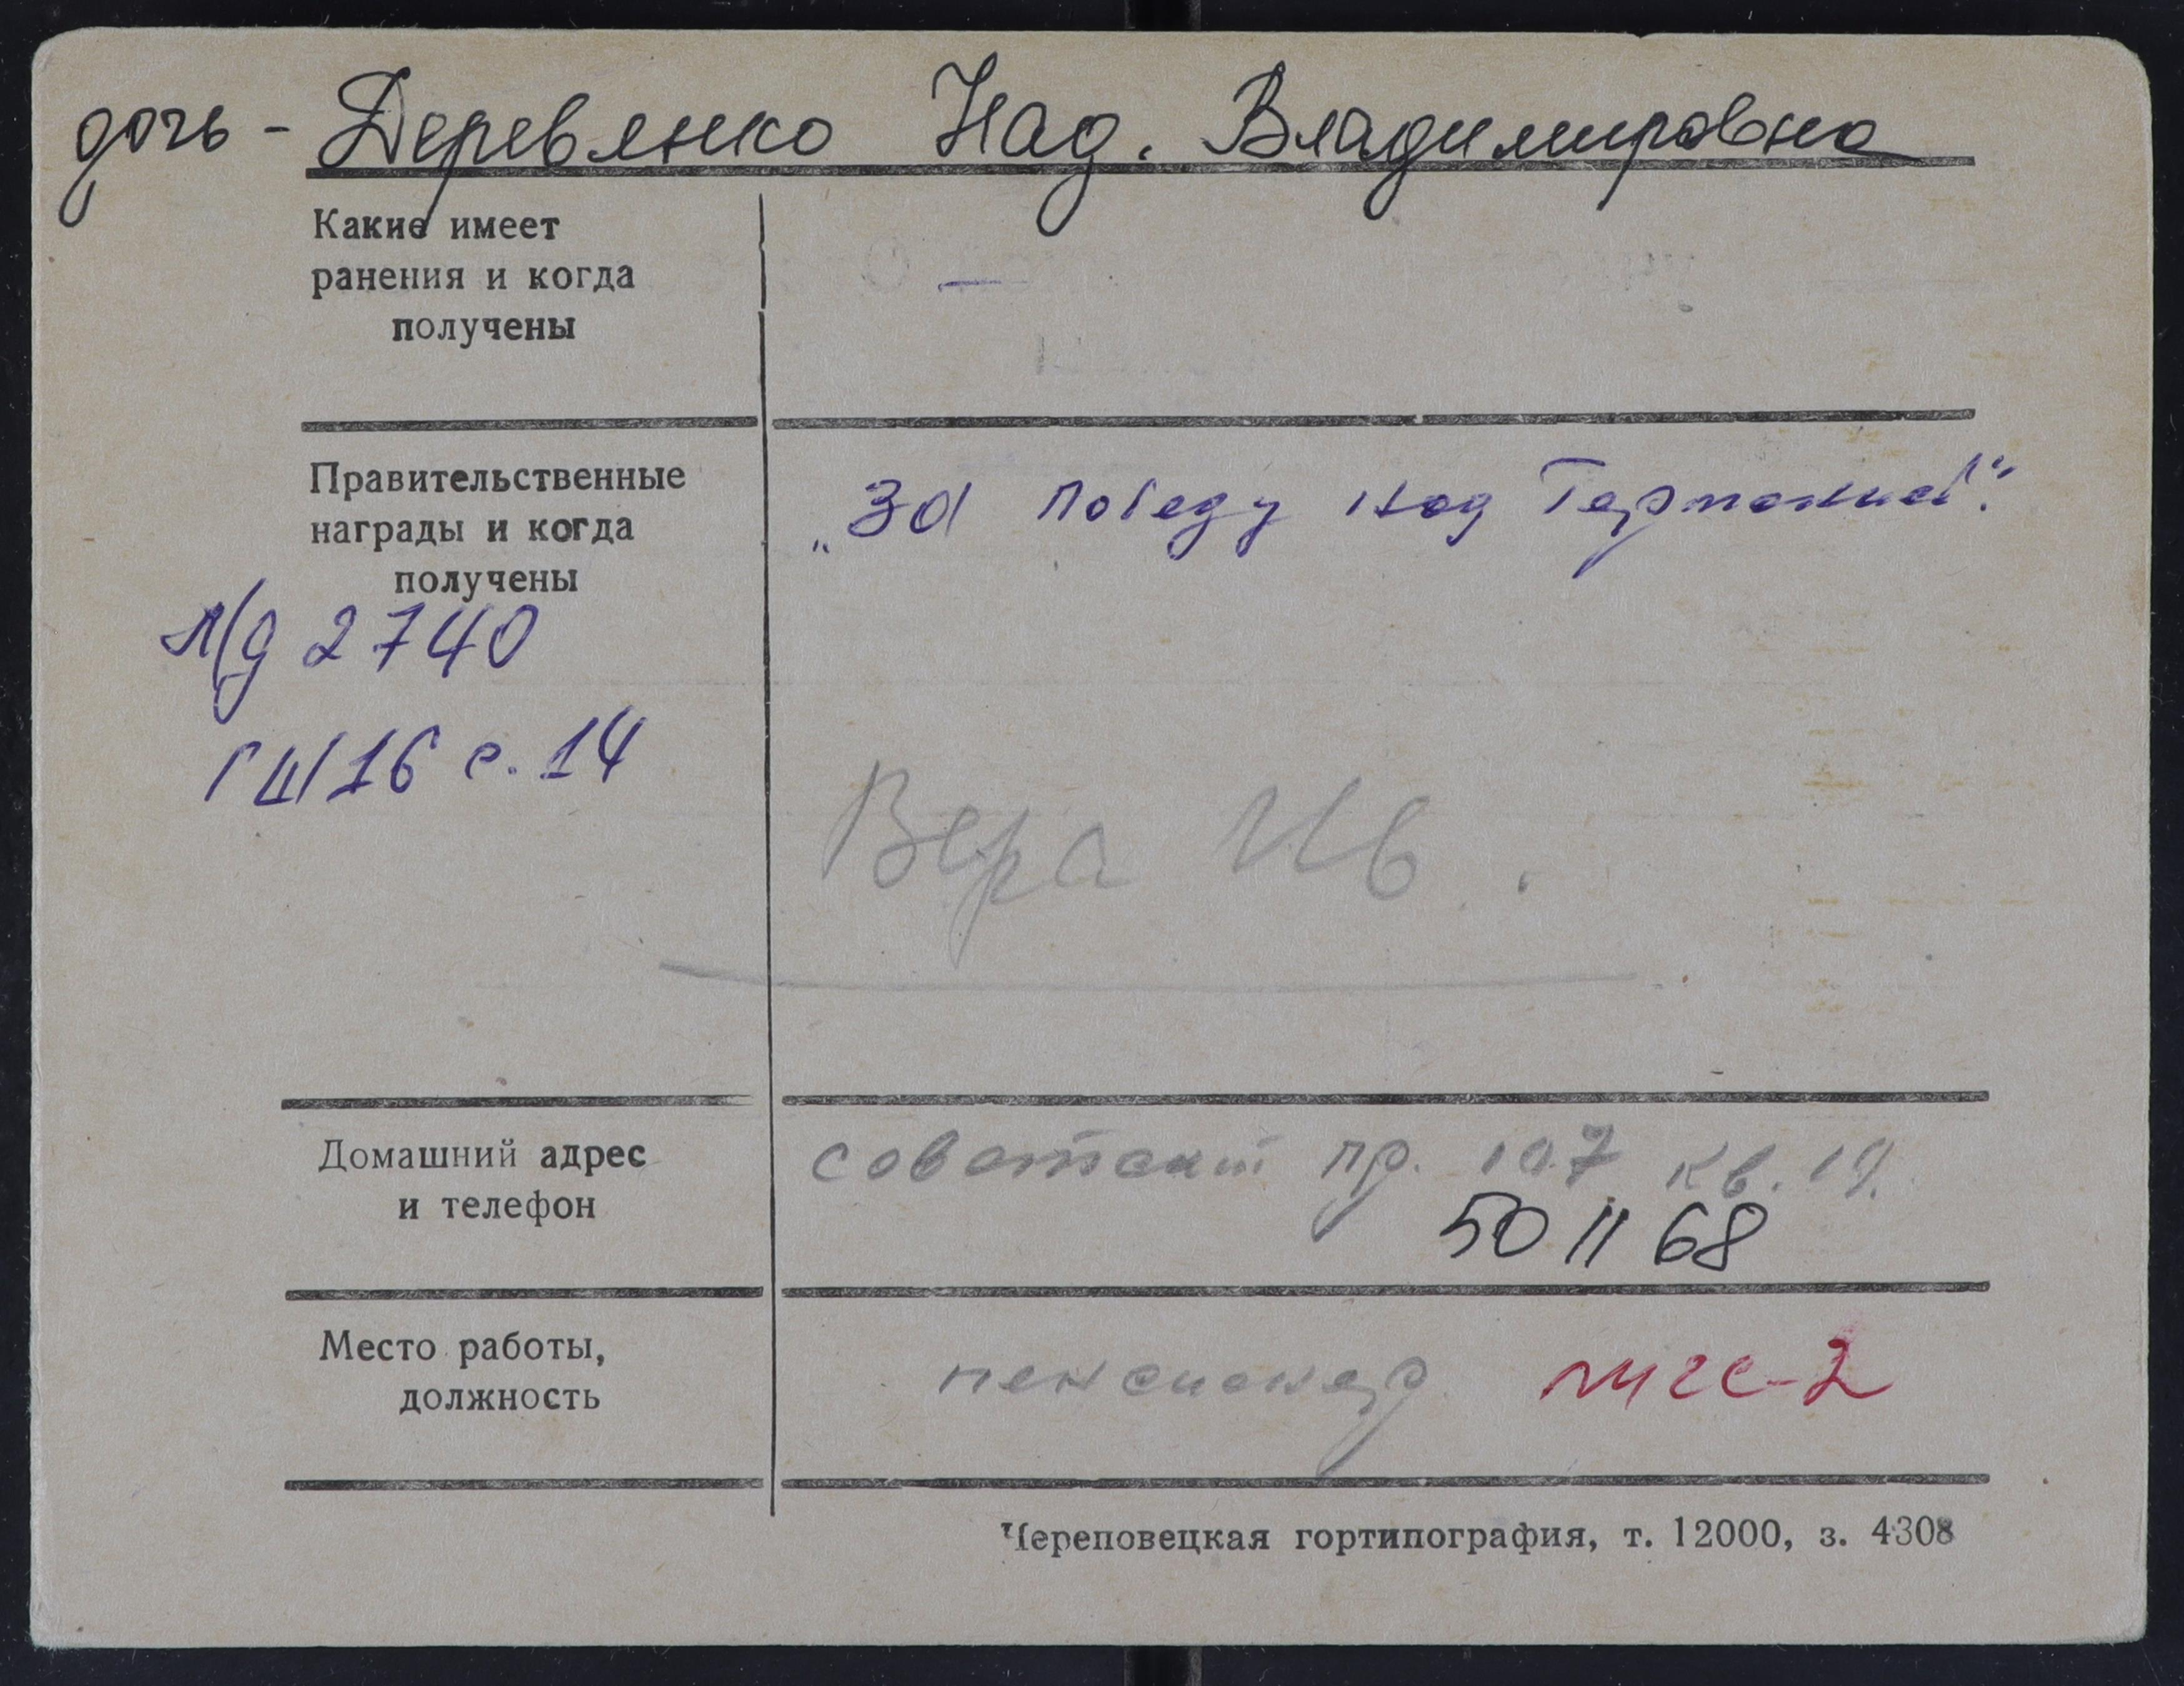 дочь - Деревянко Над. Владимировна
Какие имеет
ранения и когда
получены
—
Правительственные
награды и когда
получены
„За победу над Германией".
Л/д 2740
ГШ 16 с. 14
Вера Ив.
Домашний адрес
и телефон
Советский пр. 107 кв. 19.
50 11 68
Место работы,
должность
пенсионер
Череповецкая гортипография, т. 12000, з. 4308